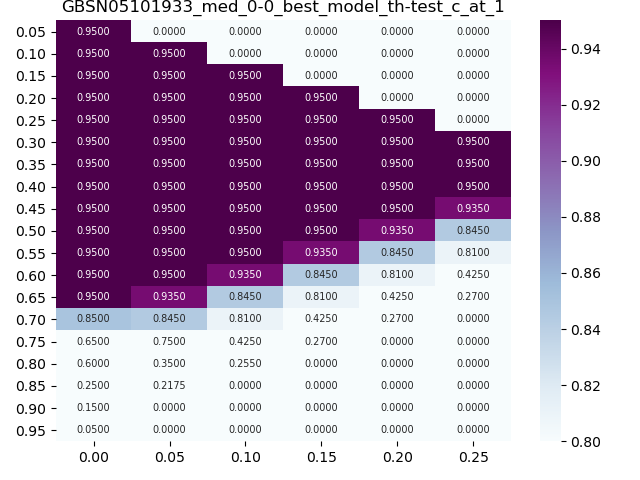 GBSN05101933_med_0-0_best_model_th-test_c_at_1
0.05 0.9500 0.0000 0.0000 0.0000 0.0000 0.0000
0.10 0.9500 0.9500 0.0000 0.0000 0.0000 0.0000
0.15 0.9500 0.9500 0.9500 0.0000 0.0000 0.0000
0.20 0.9500 0.9500 0.9500 0.9500 0.0000 0.0000
0.25 0.9500 0.9500 0.9500 0.9500 0.9500 0.0000
0.30 0.9500 0.9500 0.9500 0.9500 0.9500 0.9500
0.35 0.9500 0.9500 0.9500 0.9500 0.9500 0.9500
0.40 0.9500 0.9500 0.9500 0.9500 0.9500 0.9500
0.45 0.9500 0.9500 0.9500 0.9500 0.9500 0.9350
0.50 0.9500 0.9500 0.9500 0.9500 0.9350 0.8450
0.55 0.9500 0.9500 0.9500 0.9350 0.8450 0.8100
0.60 0.9500 0.9500 0.9350 0.8450 0.8100 0.4250
0.65 0.9500 0.9350 0.8450 0.8100 0.4250 0.2700
0.70 0.8500 0.8450 0.8100 0.4250 0.2700 0.0000
0.75 0.6500 0.7500 0.4250 0.2700 0.0000 0.0000
0.80 0.6000 0.3500 0.2550 0.0000 0.0000 0.0000
0.85 0.2500 0.2175 0.0000 0.0000 0.0000 0.0000
0.90 0.1500 0.0000 0.0000 0.0000 0.0000 0.0000
0.95 0.0500 0.0000 0.0000 0.0000 0.0000 0.0000
0.00 0.05 0.10 0.15 0.20 0.25
0.94
0.92
0.90
0.88
0.86
0.84
0.82
0.80